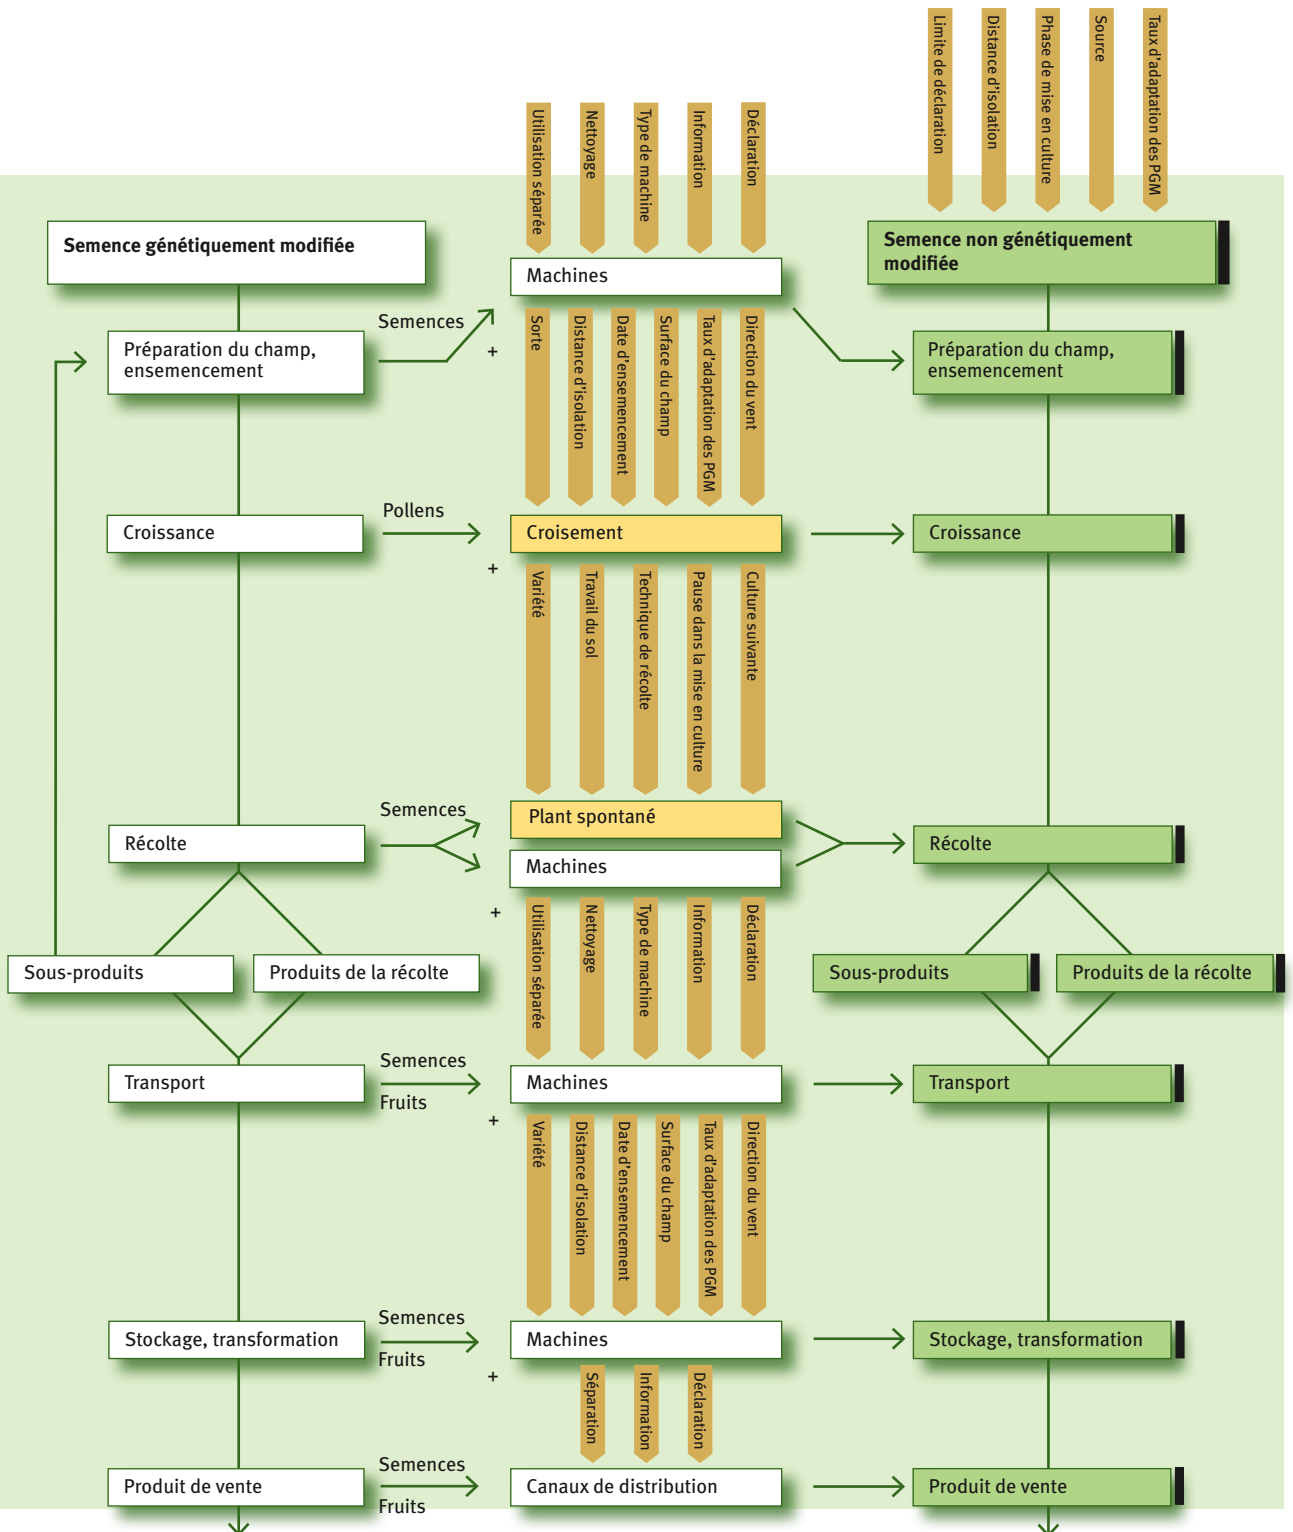 Limite de déclaration
Distance d'isolation
Phase de mise en culture
Source
Taux d'adaptation des PGM
Utilisation séparée
Nettoyage
Type de machine
Information
Déclaration
Semence génétiquement modifiée
Machines
Semence non génétiquement
modifiée
Semences
+
Préparation du champ,
ensemencement
Sorte
Distance d'isolation
Date d'ensemencement
Surface du champ
Taux d'adaptation des PGM
Direction du vent
Préparation du champ,
ensemencement
Croissance
Pollens
Croisement
Croissance
+
Variété
Travail du sol
Technique de récolte
Pause dans la mise en culture
Culture suivante
Récolte
Semences
Plant spontané
Machines
Récolte
+
Utilisation séparée
Nettoyage
Type de machine
Information
Déclaration
Sous-produits
Produits de la récolte
Sous-produits
Produits de la récolte
Transport
Semences
Fruits
Machines
Transport
+
Variété
Distance d'isolation
Date d'ensemencement
Surface du champ
Taux d'adaptation des PGM
Direction du vent
Stockage, transformation
Semences
Fruits
Machines
Stockage, transformation
+
Séparation
Information
Déclaration
Produit de vente
Semences
Fruits
Canaux de distribution
Produit de vente